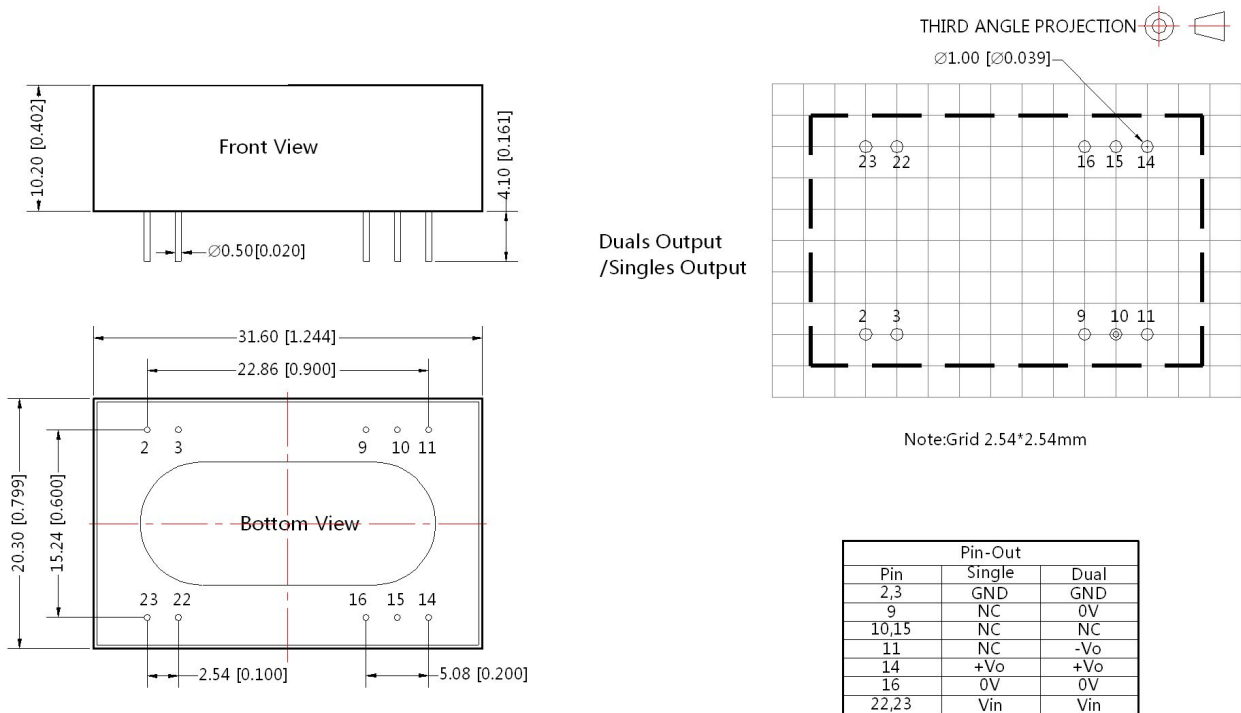 THIRD ANGLE PROJECTION
∅1.00 [∅0.039]
10.20 [0.402]
Front View
4.10 [0.161]
∅0.50[0.020]
23 22 16 15 14
Duals Output
/Singles Output
2 3 9 10 11
Note:Grid 2.54*2.54mm
31.60 [1.244]
22.86 [0.900]
2 3 9 10 11
20.30 [0.799]
15.24 [0.600]
Bottom View
23 22 16 15 14
2.54 [0.100]
5.08 [0.200]
Pin-Out
Pin Single Dual
2,3 GND GND
9 NC 0V
10,15 NC NC
11 NC -Vo
14 +Vo +Vo
16 0V 0V
22,23 Vin Vin